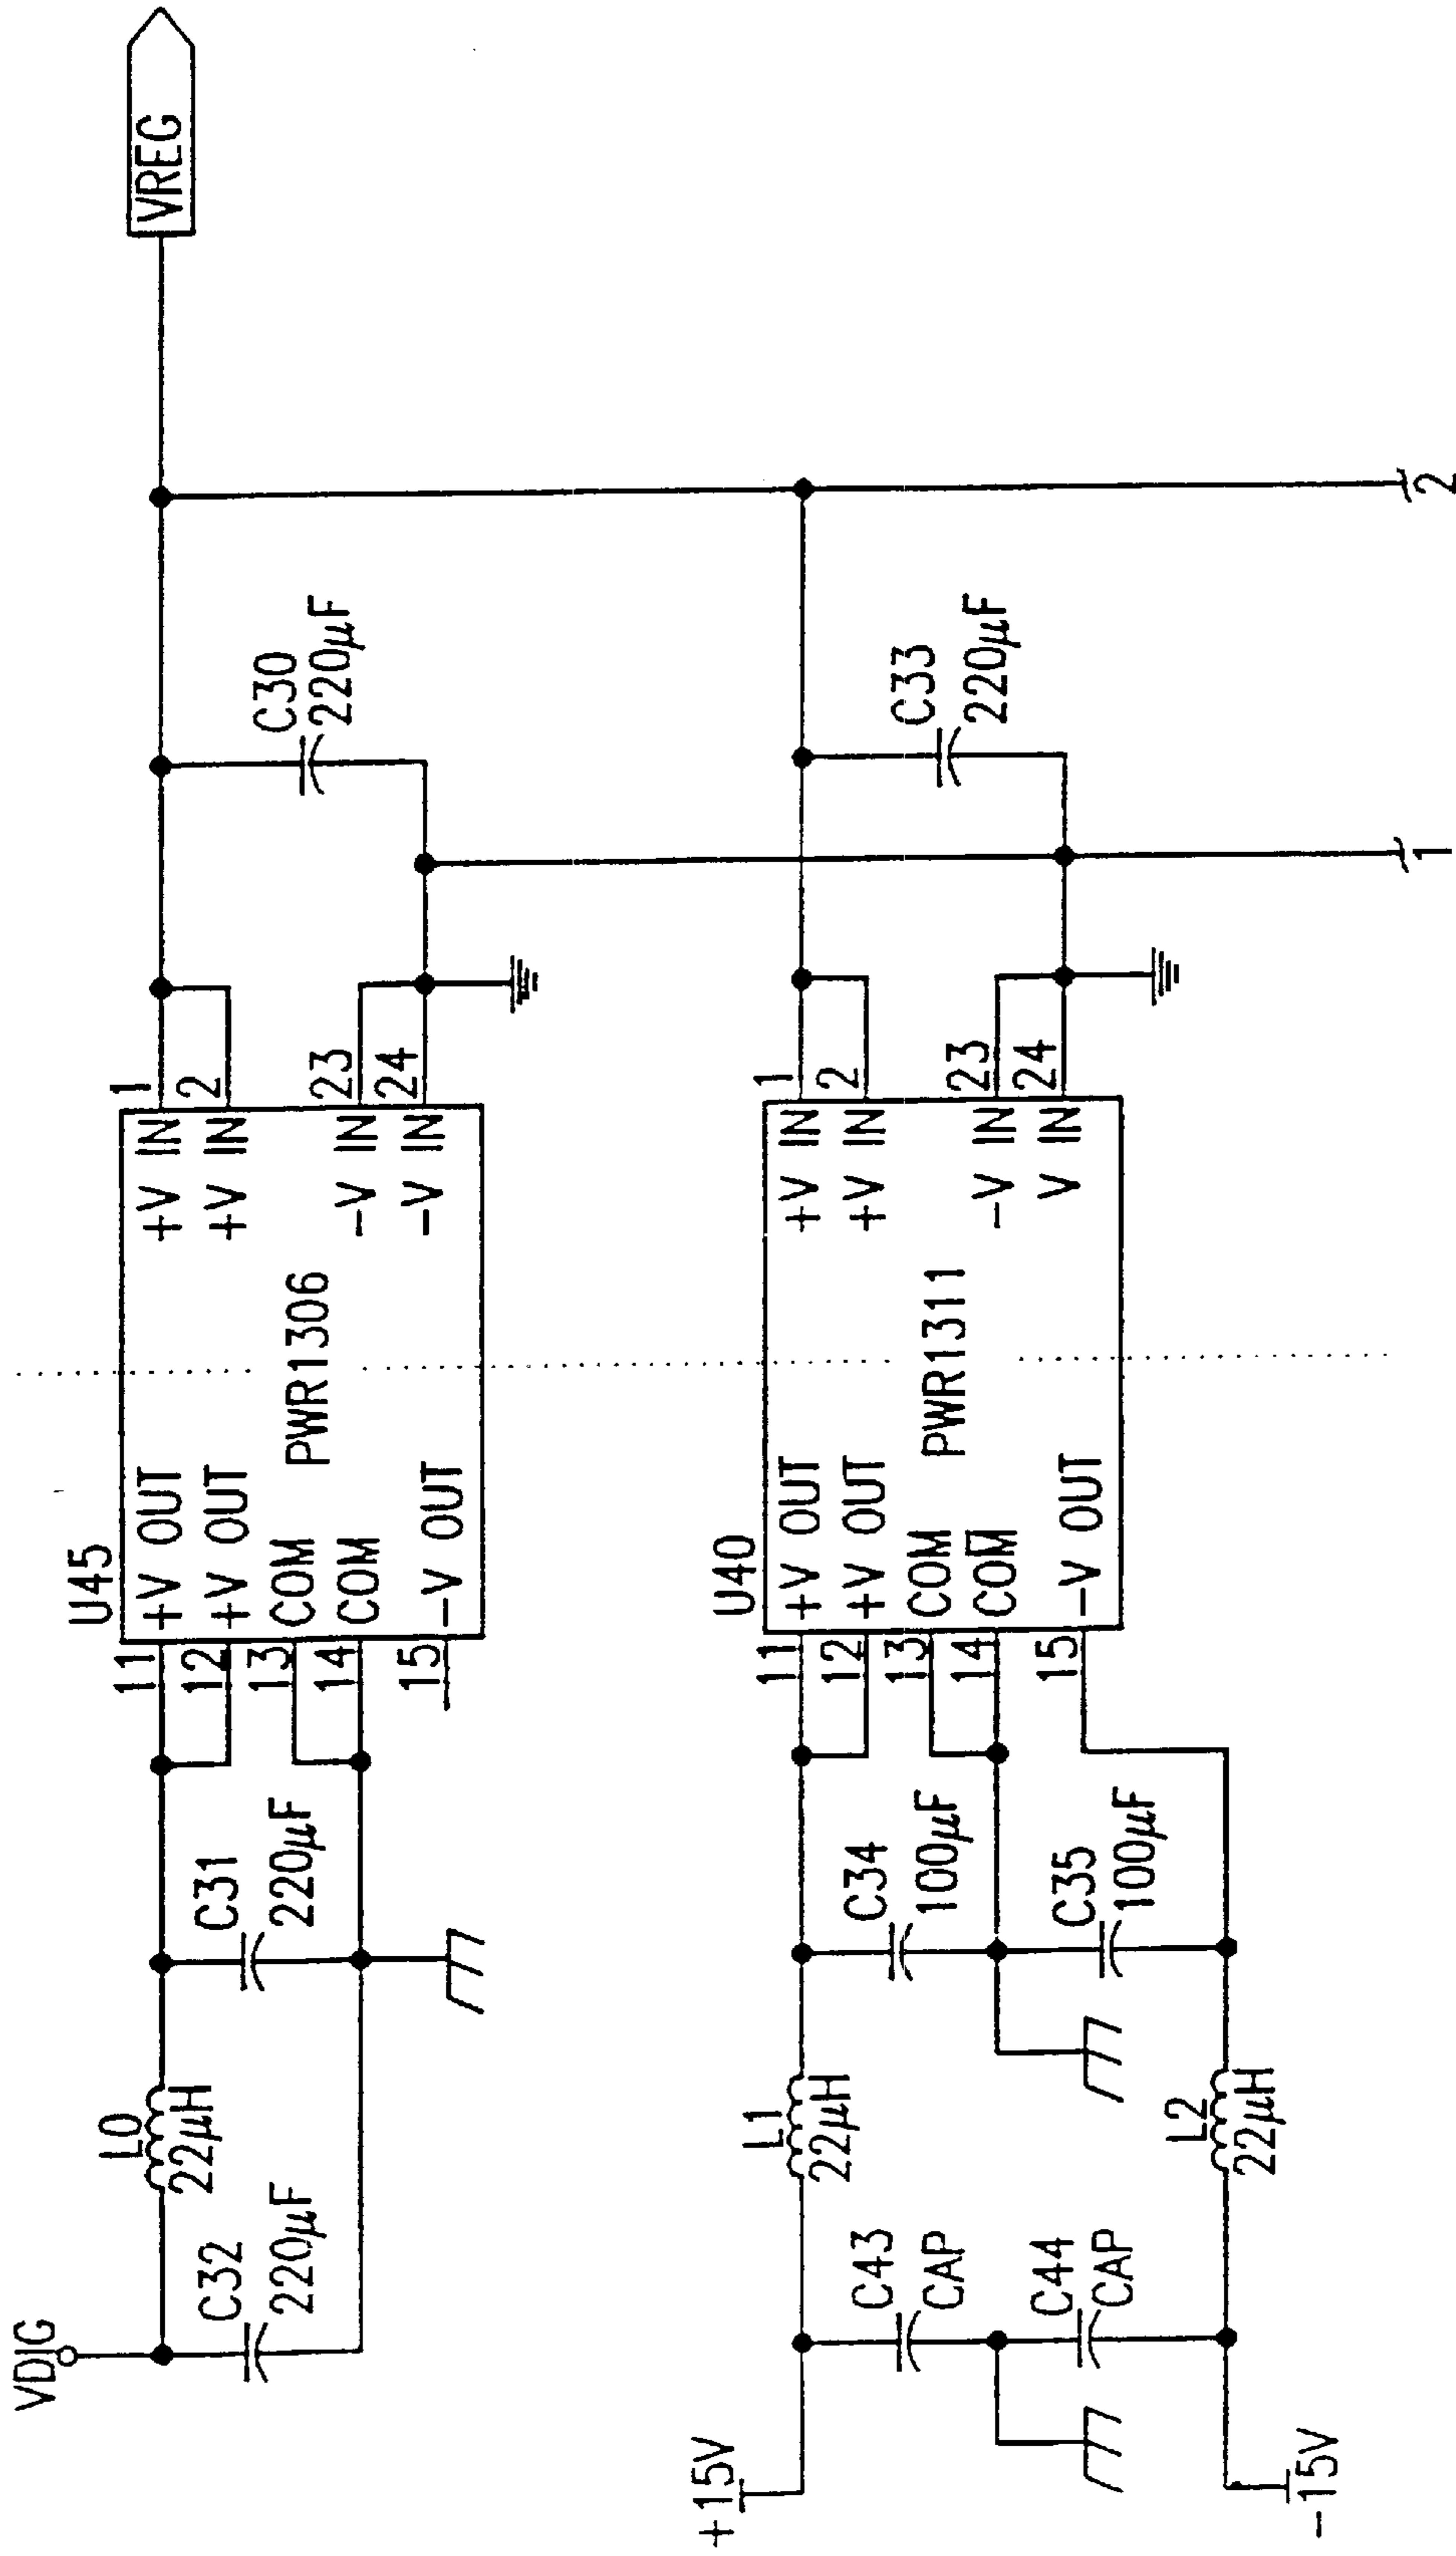 VREG
C30
220µF
C33
220µF
2
1
1
2
23
24
+V IN
+V IN
-V IN
-V IN
PWR1306
U45
+V OUT
+V OUT
COM
COM
-V OUT
11
12
13
14
15
C31
220µF
L0
22µH
C32
220µF
VDIG
1
2
23
24
+V IN
+V IN
-V IN
V IN
PWR1311
U40
+V OUT
+V OUT
COM
COM
-V OUT
11
12
13
14
15
C34
100µF
C35
100µF
L1
22µH
L2
22µH
C43
CAP
C44
CAP
+15V
-15V